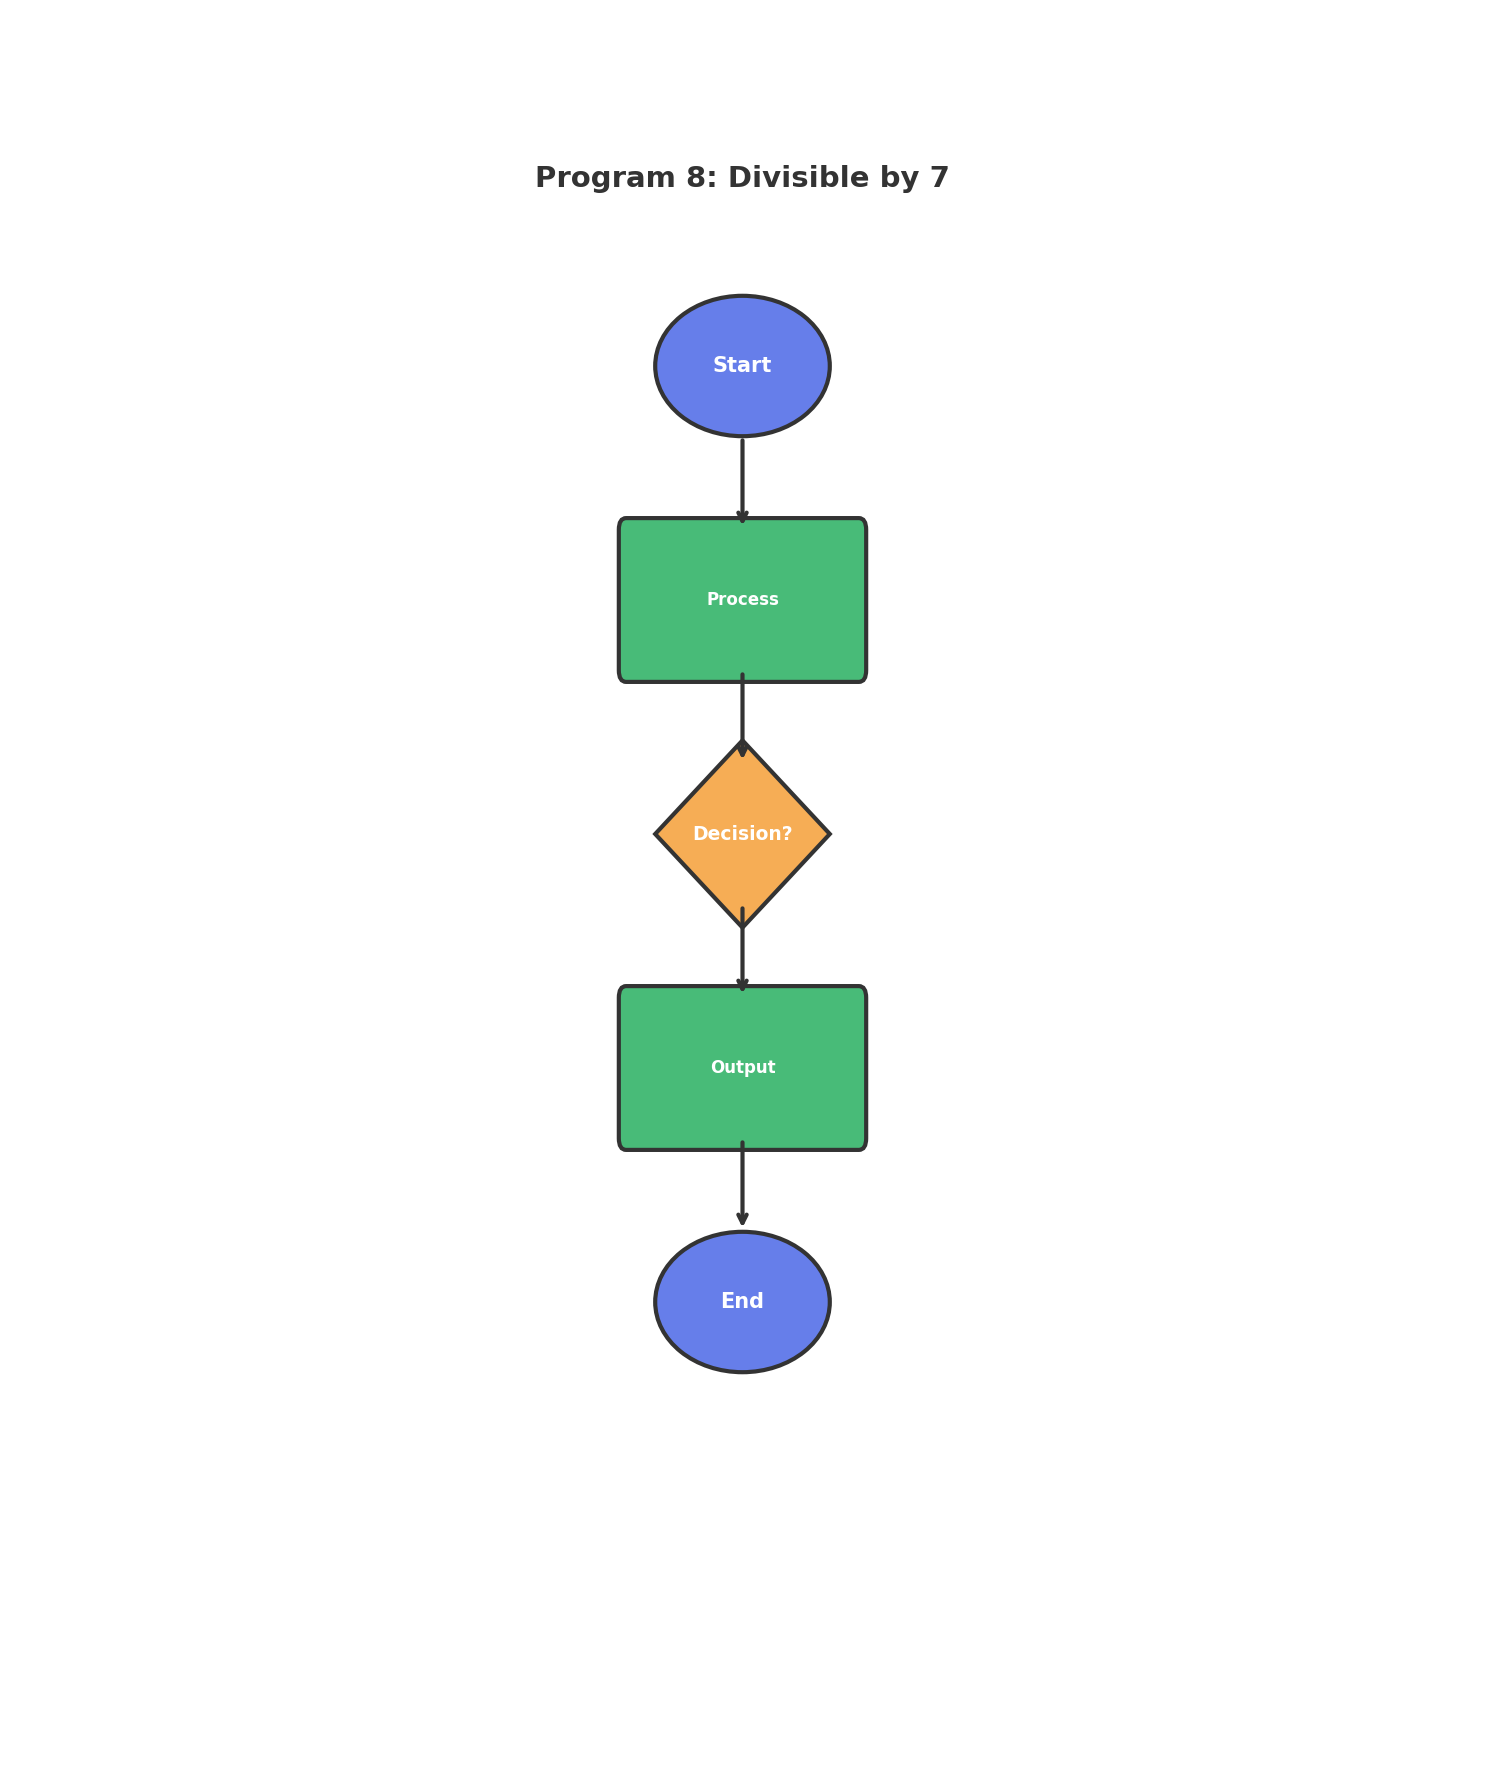 Program 8: Divisible by 7
Start
Process
Decision?
Output
End